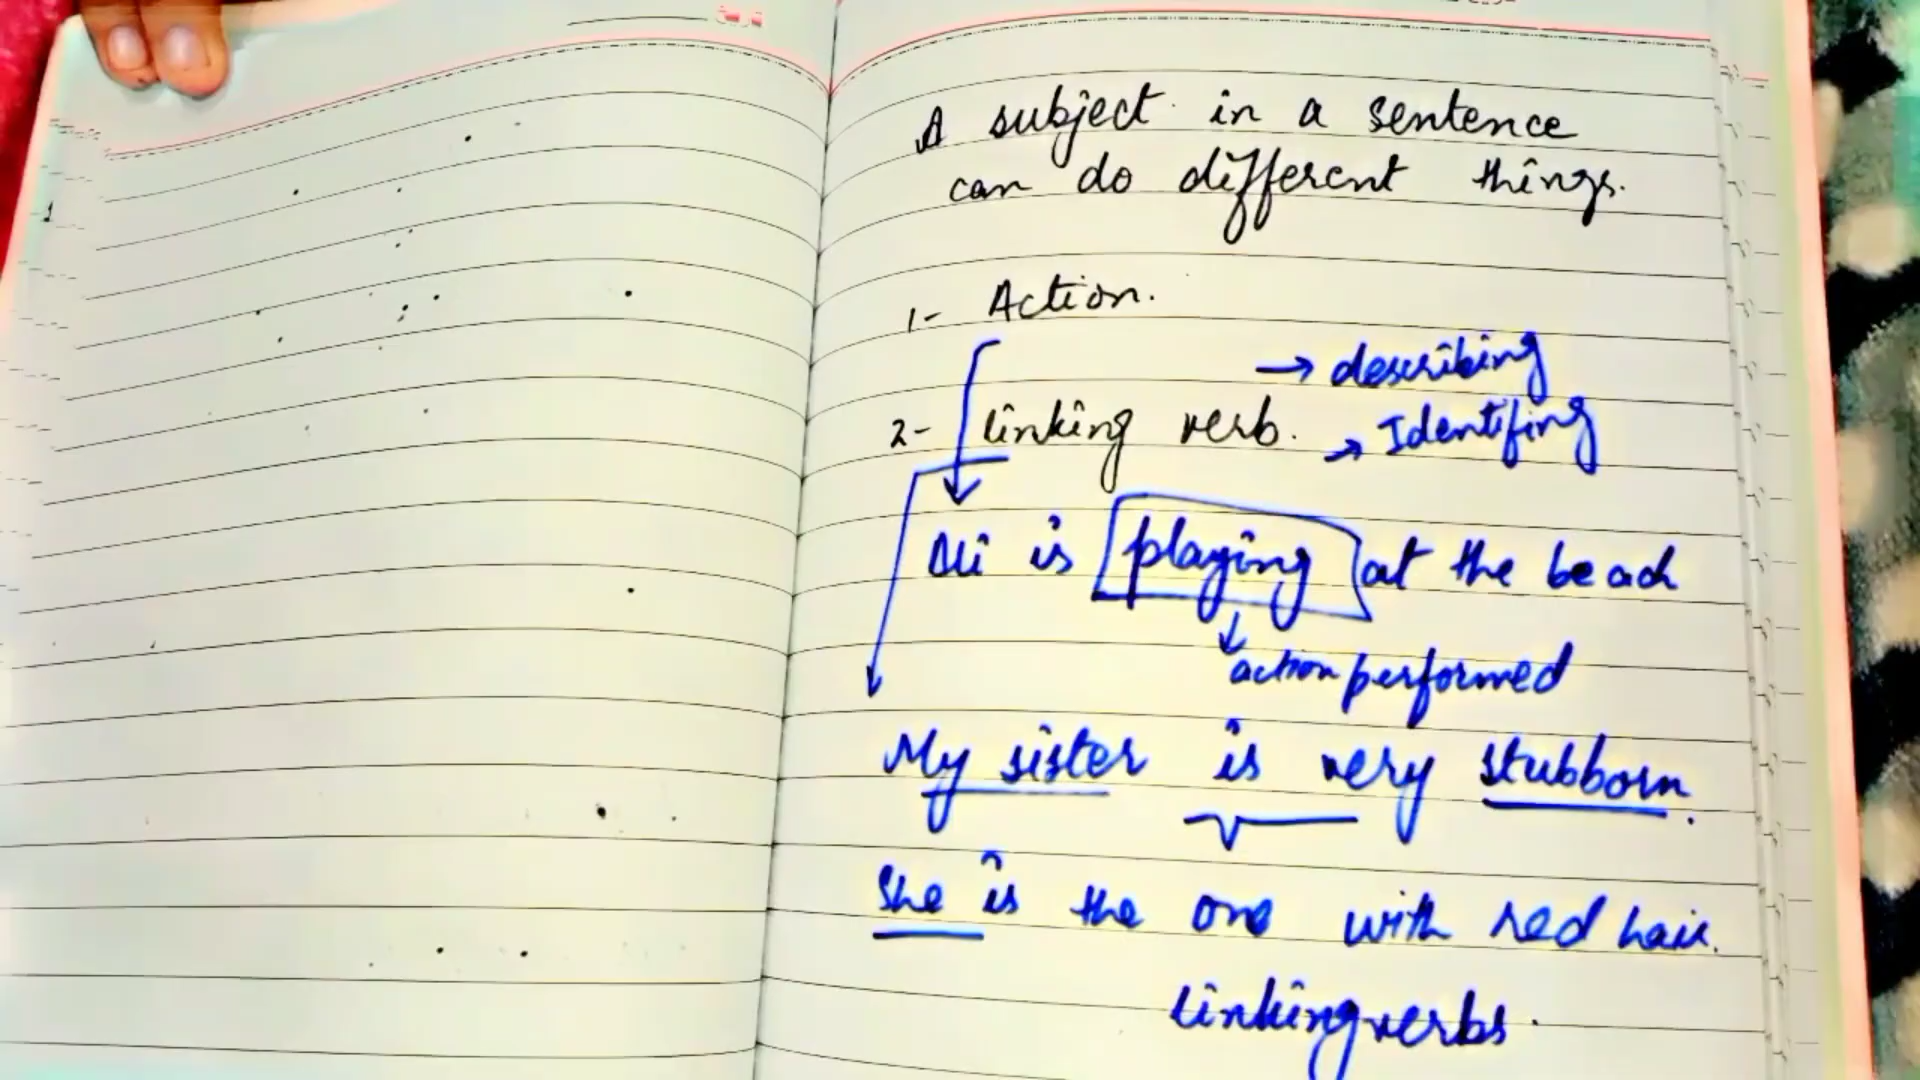 A subject in a sentence
can do different things.
1- Action.
→ describing
2- linking verb.
→ Identifing
Ali is playing at the beach
action performed
My sister is very stubborn.
She is the one with red hair.
linking verbs.